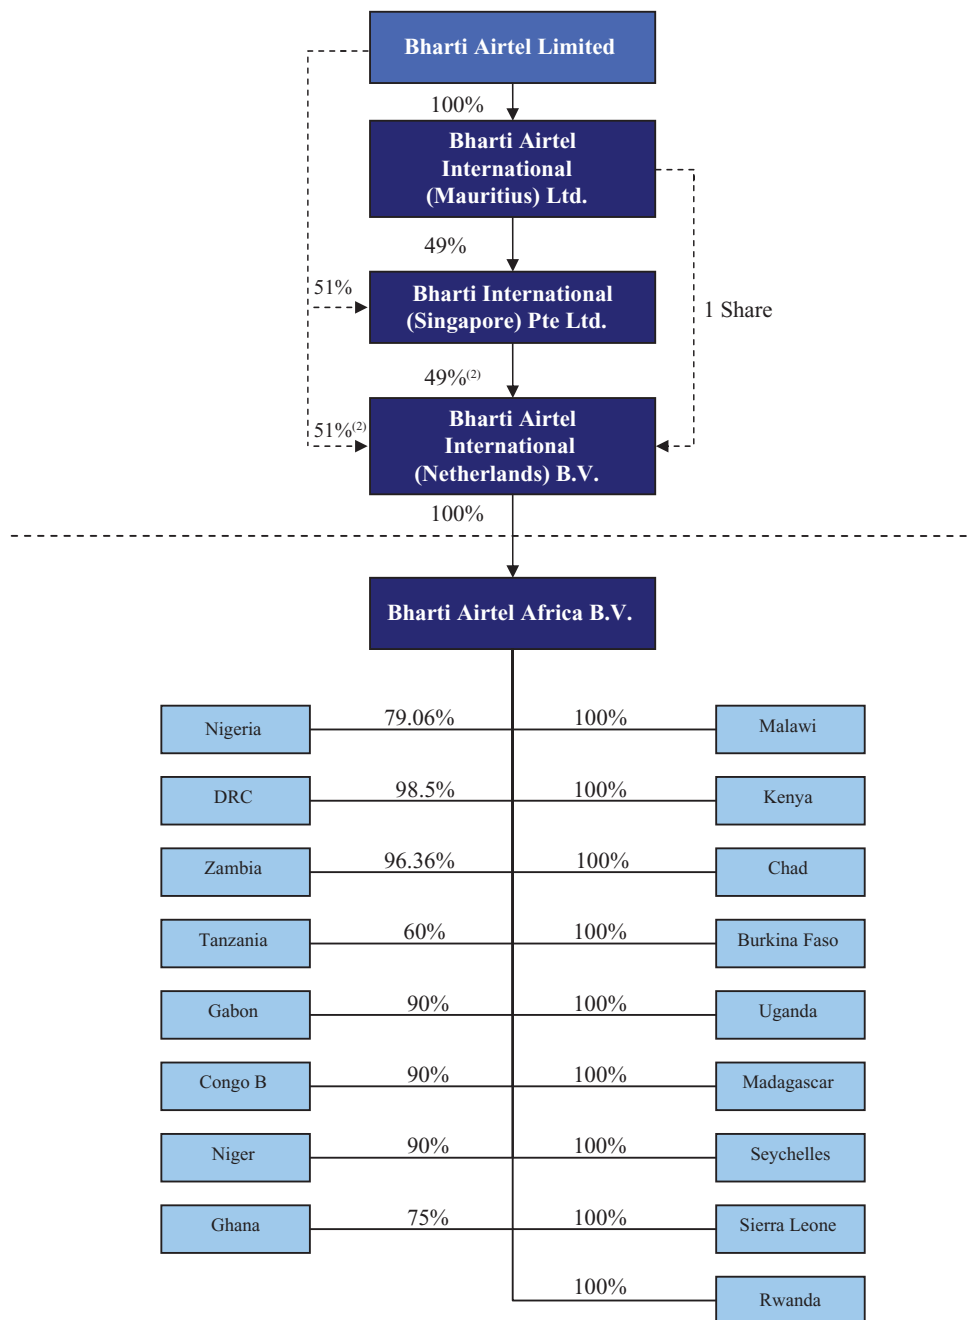 Bharti Airtel Limited
100%
Bharti Airtel
International
(Mauritius) Ltd.
49%
51%
Bharti International
(Singapore) Pte Ltd.
1 Share
49%(2)
51%(2)
Bharti Airtel
International
(Netherlands) B.V.
100%
Bharti Airtel Africa B.V.
Nigeria 79.06% 100% Malawi
DRC 98.5% 100% Kenya
Zambia 96.36% 100% Chad
Tanzania 60% 100% Burkina Faso
Gabon 90% 100% Uganda
Congo B 90% 100% Madagascar
Niger 90% 100% Seychelles
Ghana 75% 100% Sierra Leone
100% Rwanda